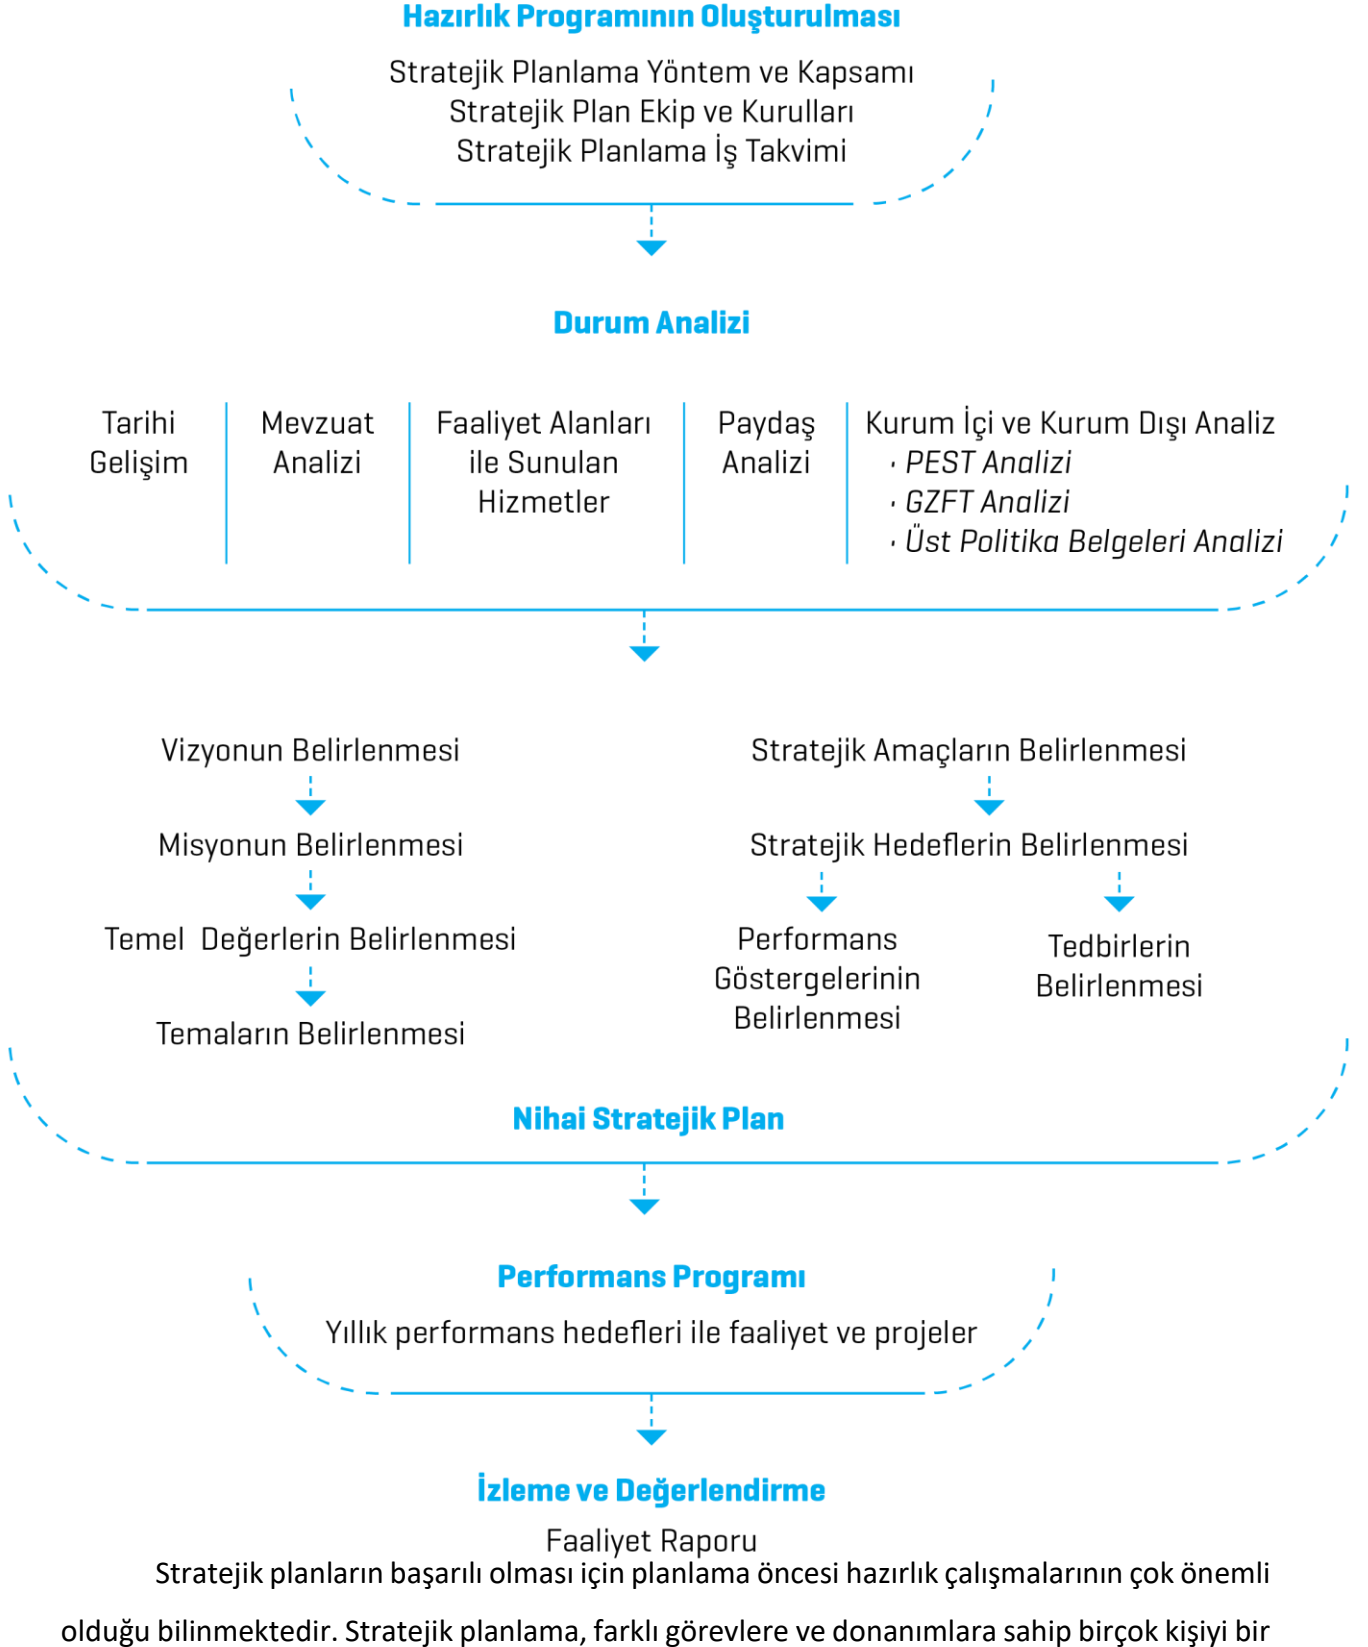 Hazırlık Programının Oluşturulması
Stratejik Planlama Yöntem ve Kapsamı
Stratejik Plan Ekip ve Kurulları
Stratejik Planlama İş Takvimi
Durum Analizi
Tarihi
Gelişim
Mevzuat
Analizi
Faaliyet Alanları
ile Sunulan
Hizmetler
Paydaş
Analizi
Kurum İçi ve Kurum Dışı Analiz
· PEST Analizi
· GZFT Analizi
· Üst Politika Belgeleri Analizi
Vizyonun Belirlenmesi
Misyonun Belirlenmesi
Temel Değerlerin Belirlenmesi
Temaların Belirlenmesi
Stratejik Amaçların Belirlenmesi
Stratejik Hedeflerin Belirlenmesi
Performans
Göstergelerinin
Belirlenmesi
Tedbirlerin
Belirlenmesi
Nihai Stratejik Plan
Performans Programı
Yıllık performans hedefleri ile faaliyet ve projeler
İzleme ve Değerlendirme
Faaliyet Raporu
Stratejik planların başarılı olması için planlama öncesi hazırlık çalışmalarının çok önemli
olduğu bilinmektedir. Stratejik planlama, farklı görevlere ve donanımlara sahip birçok kişiyi bir